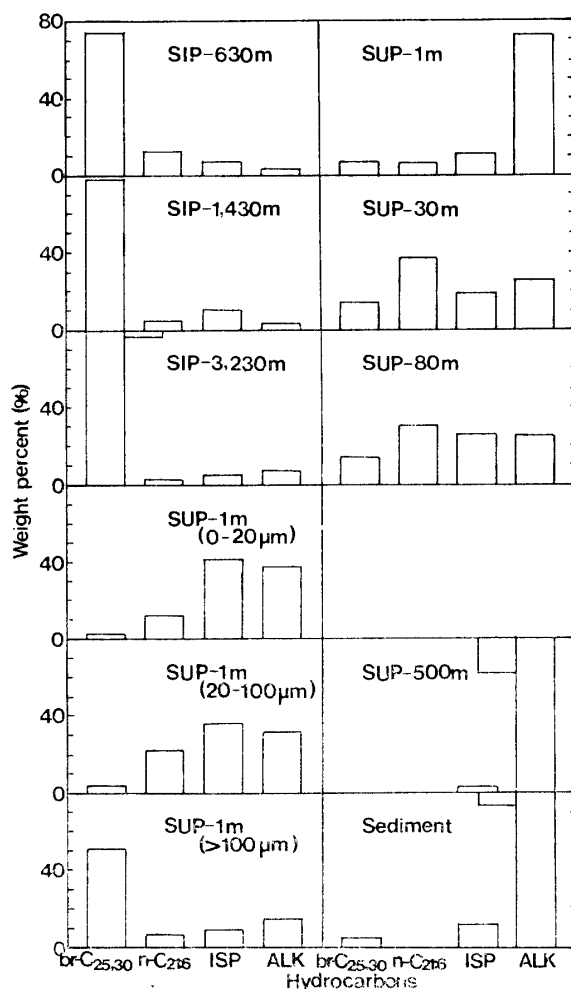 80
40
0
SIP-630m
SUP-1m
40
0
SIP-1,430m
SUP-30m
40
0
SIP-3,230m
SUP-80m
40
0
SUP-1m
(0-20µm)
40
0
SUP-1m
(20-100µm)
SUP-500m
40
0
SUP-1m
(>100µm)
Sediment
Weight percent (%)
br-C25,30 n-C21:6 ISP ALK br-C25,30 n-C21:6 ISP ALK
Hydrocarbons